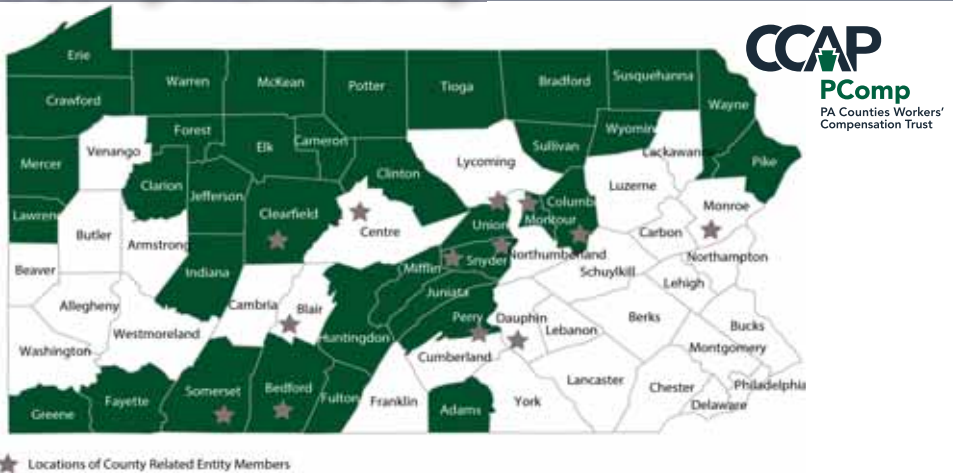 CCAP
PComp
PA Counties Workers'
Compensation Trust
Erie
Warren
McKean
Potter
Tioga
Bradford
Susquehanna
Wayne
Crawford
Forest
Elk
Cameron
Sullivan
Wyomin
Lackawann
Pike
Mercer
Venango
Clarion
Jefferson
Clinton
Lycoming
Columb
Luzerne
Monroe
Lawren
Clearfield
Centre
Union
Montour
Carbon
Butler
Armstrong
Indiana
Mifflin
Snyder
Northumberland
Schuylkill
Northampton
Beaver
Allegheny
Westmoreland
Cambria
Blair
Huntingdon
Juniata
Perry
Dauphin
Lebanon
Berks
Lehigh
Bucks
Montgomery
Washington
Cumberland
Lancaster
Chester
Philadelphia
Delaware
Greene
Fayette
Somerset
Bedford
Fulton
Franklin
Adams
York
Locations of County Related Entity Members